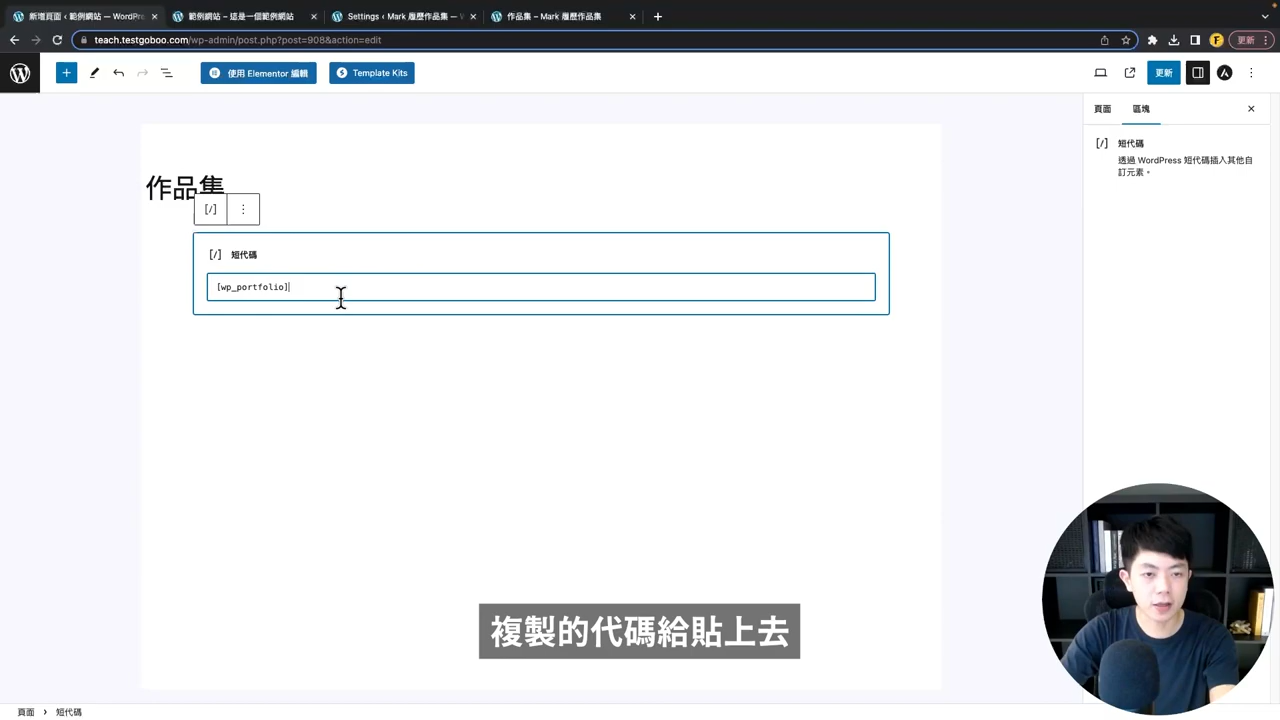 新增頁面 ‹ 範例網站 — WordPre
範例網站 – 這是一個範例網站
Settings ‹ Mark 履歷作品集 —
作品集 – Mark 履歷作品集
teach.testgoboo.com/wp-admin/post.php?post=908&action=edit
更新
使用 Elementor 編輯
Template Kits
更新
頁面
區塊
短代碼
透過 WordPress 短代碼插入其他自
訂元素。
作品集
[/]
[/] 短代碼
[wp_portfolio]
複製的代碼給貼上去
頁面 › 短代碼